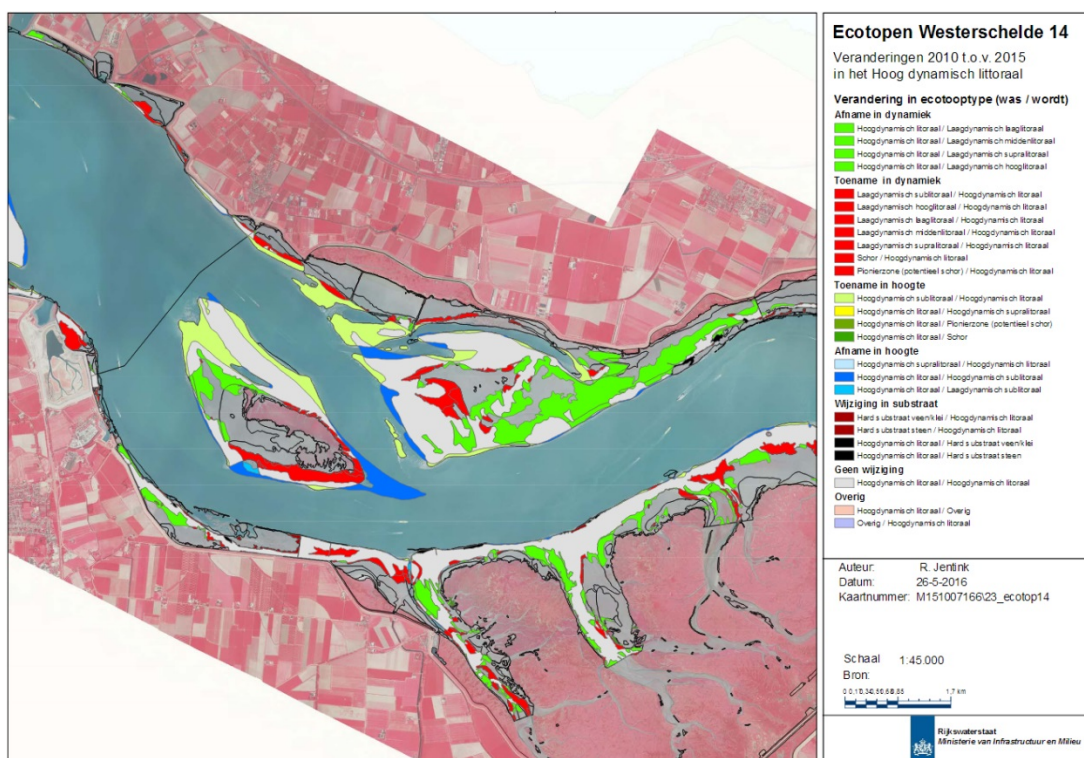 Ecotopen Westerschelde 14
Veranderingen 2010 t.o.v. 2015
in het Hoog dynamisch littoraal
Verandering in ecotooptype (was / wordt)
Afname in dynamiek
Hoogdynamisch litoraal / Laagdynamisch laaglitoraal
Hoogdynamisch litoraal / Laagdynamisch middenlitoraal
Hoogdynamisch litoraal / Laagdynamisch supralitoraal
Hoogdynamisch litoraal / Laagdynamisch hooglitoraal
Toename in dynamiek
Laagdynamisch sublitoraal / Hoogdynamisch litoraal
Laagdynamisch hooglitoraal / Hoogdynamisch litoraal
Laagdynamisch laaglitoraal / Hoogdynamisch litoraal
Laagdynamisch middenlitoraal / Hoogdynamisch litoraal
Laagdynamisch supralitoraal / Hoogdynamisch litoraal
Schor / Hoogdynamisch litoraal
Pionierzone (potentieel schor) / Hoogdynamisch litoraal
Toename in hoogte
Hoogdynamisch sublitoraal / Hoogdynamisch litoraal
Hoogdynamisch litoraal / Hoogdynamisch supralitoraal
Hoogdynamisch litoraal / Pionierzone (potentieel schor)
Hoogdynamisch litoraal / Schor
Afname in hoogte
Hoogdynamisch supralitoraal / Hoogdynamisch litoraal
Hoogdynamisch litoraal / Hoogdynamisch sublitoraal
Hoogdynamisch litoraal / Laagdynamisch sublitoraal
Wijziging in substraat
Hard substraat veen/klei / Hoogdynamisch litoraal
Hard substraat steen / Hoogdynamisch litoraal
Hoogdynamisch litoraal / Hard substraat veen/klei
Hoogdynamisch litoraal / Hard substraat steen
Geen wijziging
Hoogdynamisch litoraal / Hoogdynamisch litoraal
Overig
Hoogdynamisch litoraal / Overig
Overig / Hoogdynamisch litoraal
Auteur: R. Jentink
Datum: 26-5-2016
Kaartnummer: M151007166\23_ecotop14
Schaal 1:45.000
Bron:
1,7 km
Rijkswaterstaat
Ministerie van Infrastructuur en Milieu